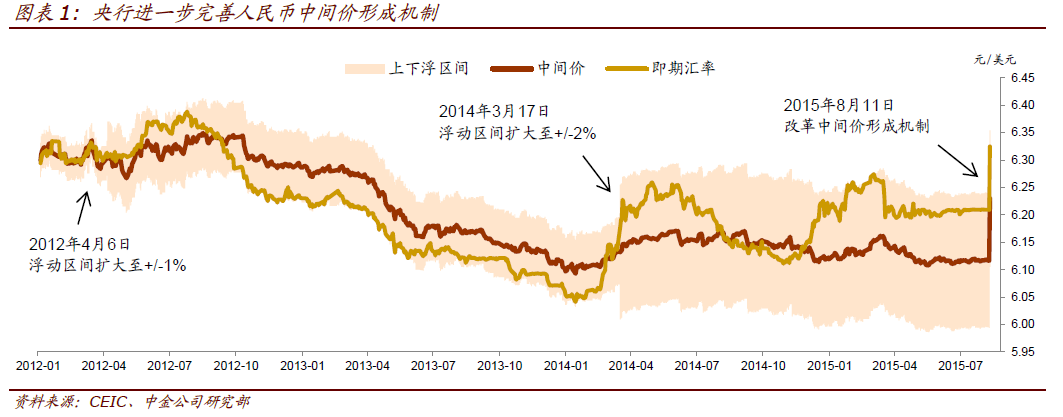 图表1：央行进一步完善人民币中间价形成机制
元/美元
上下浮区间 中间价 即期汇率
6.45
6.40
6.35
6.30
6.25
6.20
6.15
6.10
6.05
6.00
5.95
2012年4月6日
浮动区间扩大至+/-1%
2014年3月17日
浮动区间扩大至+/-2%
2015年8月11日
改革中间价形成机制
2012-01 2012-04 2012-07 2012-10 2013-01 2013-04 2013-07 2013-10 2014-01 2014-04 2014-07 2014-10 2015-01 2015-04 2015-07
资料来源：CEIC、中金公司研究部